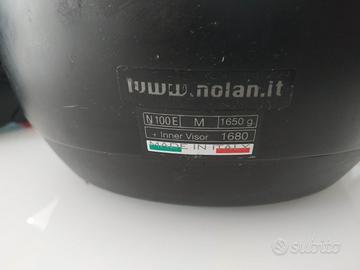 www.nolan.it
N100E M 1650 g
+ Inner Visor 1680
MADE IN ITALY
subito